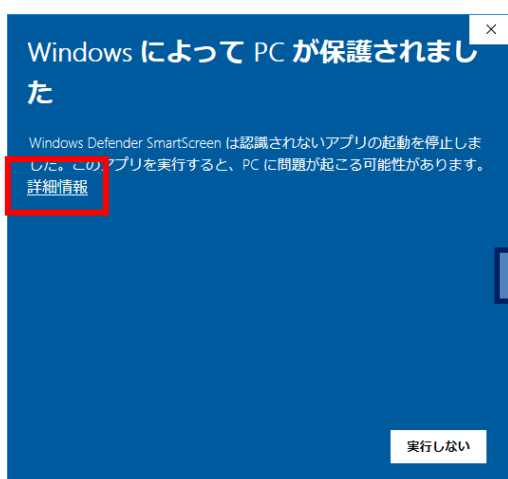 ×
Windows によって PC が保護されまし
た
Windows Defender SmartScreen は認識されないアプリの起動を停止しま
した。このアプリを実行すると、PC に問題が起こる可能性があります。
詳細情報
実行しない